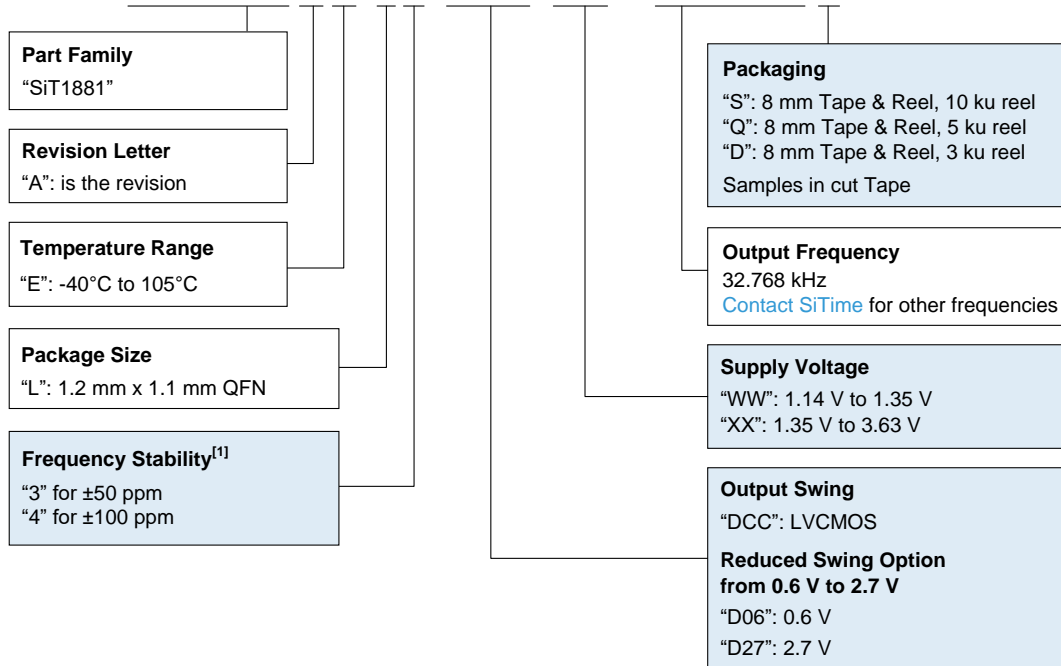 Part Family
“SiT1881”
Revision Letter
“A”: is the revision
Temperature Range
“E”: -40°C to 105°C
Package Size
“L”: 1.2 mm x 1.1 mm QFN
Frequency Stability[1]
“3” for ±50 ppm
“4” for ±100 ppm
Packaging
“S”: 8 mm Tape & Reel, 10 ku reel
“Q”: 8 mm Tape & Reel, 5 ku reel
“D”: 8 mm Tape & Reel, 3 ku reel
Samples in cut Tape
Output Frequency
32.768 kHz
Contact SiTime for other frequencies
Supply Voltage
“WW”: 1.14 V to 1.35 V
“XX”: 1.35 V to 3.63 V
Output Swing
“DCC”: LVCMOS
Reduced Swing Option
from 0.6 V to 2.7 V
“D06”: 0.6 V
“D27”: 2.7 V